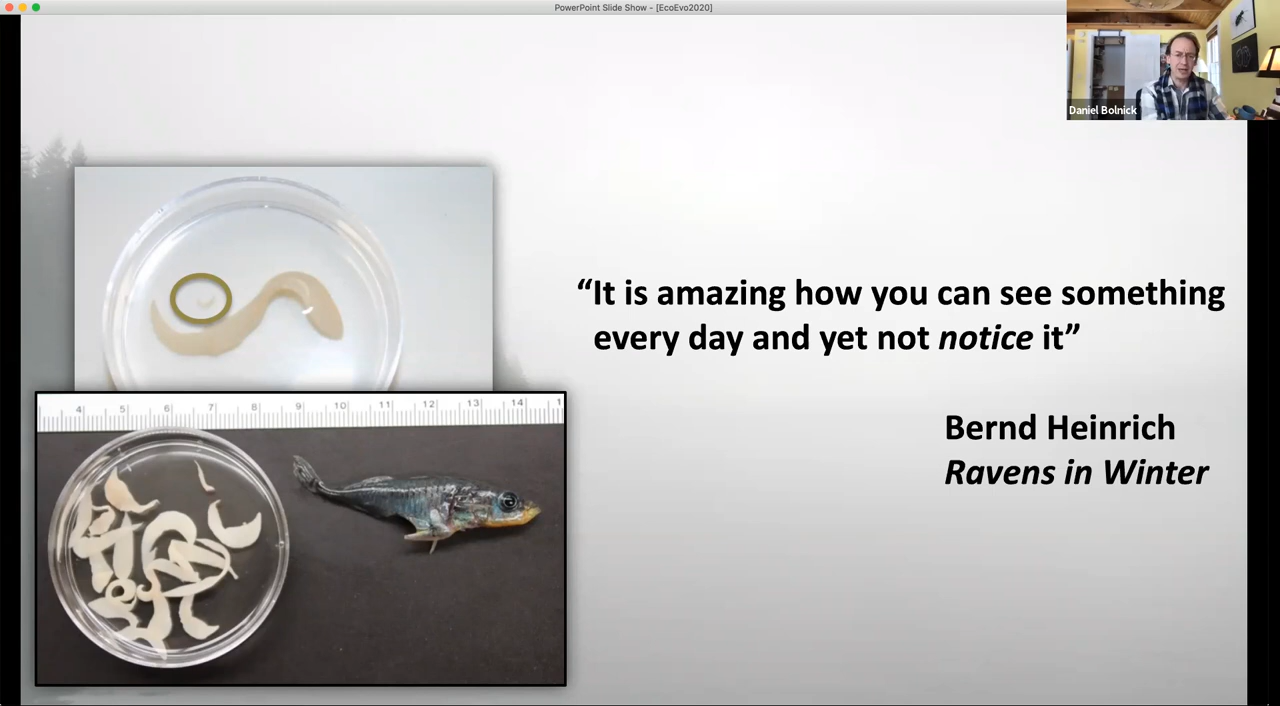 PowerPoint Slide Show - [EcoEvo2020]
Daniel Bolnick
“It is amazing how you can see something
every day and yet not notice it”
Bernd Heinrich
Ravens in Winter
4 5 6 7 8 9 10 11 12 13 14 1